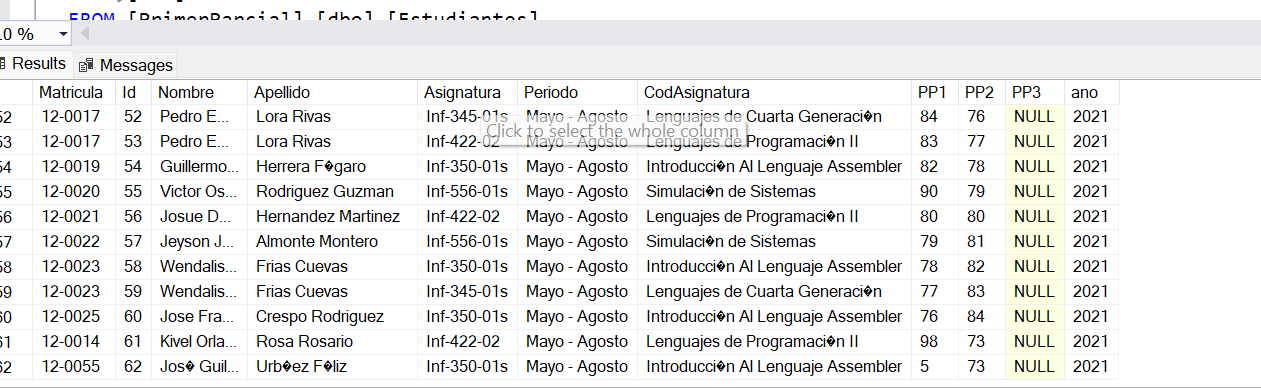 FROM [PrimerParcial].[dbo].[Estudiantes]
.0 %
Results Messages
Matricula Id Nombre Apellido Asignatura Periodo CodAsignatura PP1 PP2 PP3 ano
52 12-0017 52 Pedro E... Lora Rivas Inf-345-01s Mayo - Agosto Lenguajes de Cuarta Generaci�n 84 76 NULL 2021
Click to select the whole column
53 12-0017 53 Pedro E... Lora Rivas Inf-422-02 Mayo - Agosto Lenguajes de Programaci�n II 83 77 NULL 2021
54 12-0019 54 Guillermo... Herrera F�garo Inf-350-01s Mayo - Agosto Introducci�n Al Lenguaje Assembler 82 78 NULL 2021
55 12-0020 55 Victor Os... Rodriguez Guzman Inf-556-01s Mayo - Agosto Simulaci�n de Sistemas 90 79 NULL 2021
56 12-0021 56 Josue D... Hernandez Martinez Inf-422-02 Mayo - Agosto Lenguajes de Programaci�n II 80 80 NULL 2021
57 12-0022 57 Jeyson J... Almonte Montero Inf-556-01s Mayo - Agosto Simulaci�n de Sistemas 79 81 NULL 2021
58 12-0023 58 Wendalis... Frias Cuevas Inf-350-01s Mayo - Agosto Introducci�n Al Lenguaje Assembler 78 82 NULL 2021
59 12-0023 59 Wendalis... Frias Cuevas Inf-345-01s Mayo - Agosto Lenguajes de Cuarta Generaci�n 77 83 NULL 2021
60 12-0025 60 Jose Fra... Crespo Rodriguez Inf-350-01s Mayo - Agosto Introducci�n Al Lenguaje Assembler 76 84 NULL 2021
61 12-0014 61 Kivel Orla... Rosa Rosario Inf-422-02 Mayo - Agosto Lenguajes de Programaci�n II 98 73 NULL 2021
62 12-0055 62 Jos� Guil... Urb�ez F�liz Inf-350-01s Mayo - Agosto Introducci�n Al Lenguaje Assembler 5 73 NULL 2021